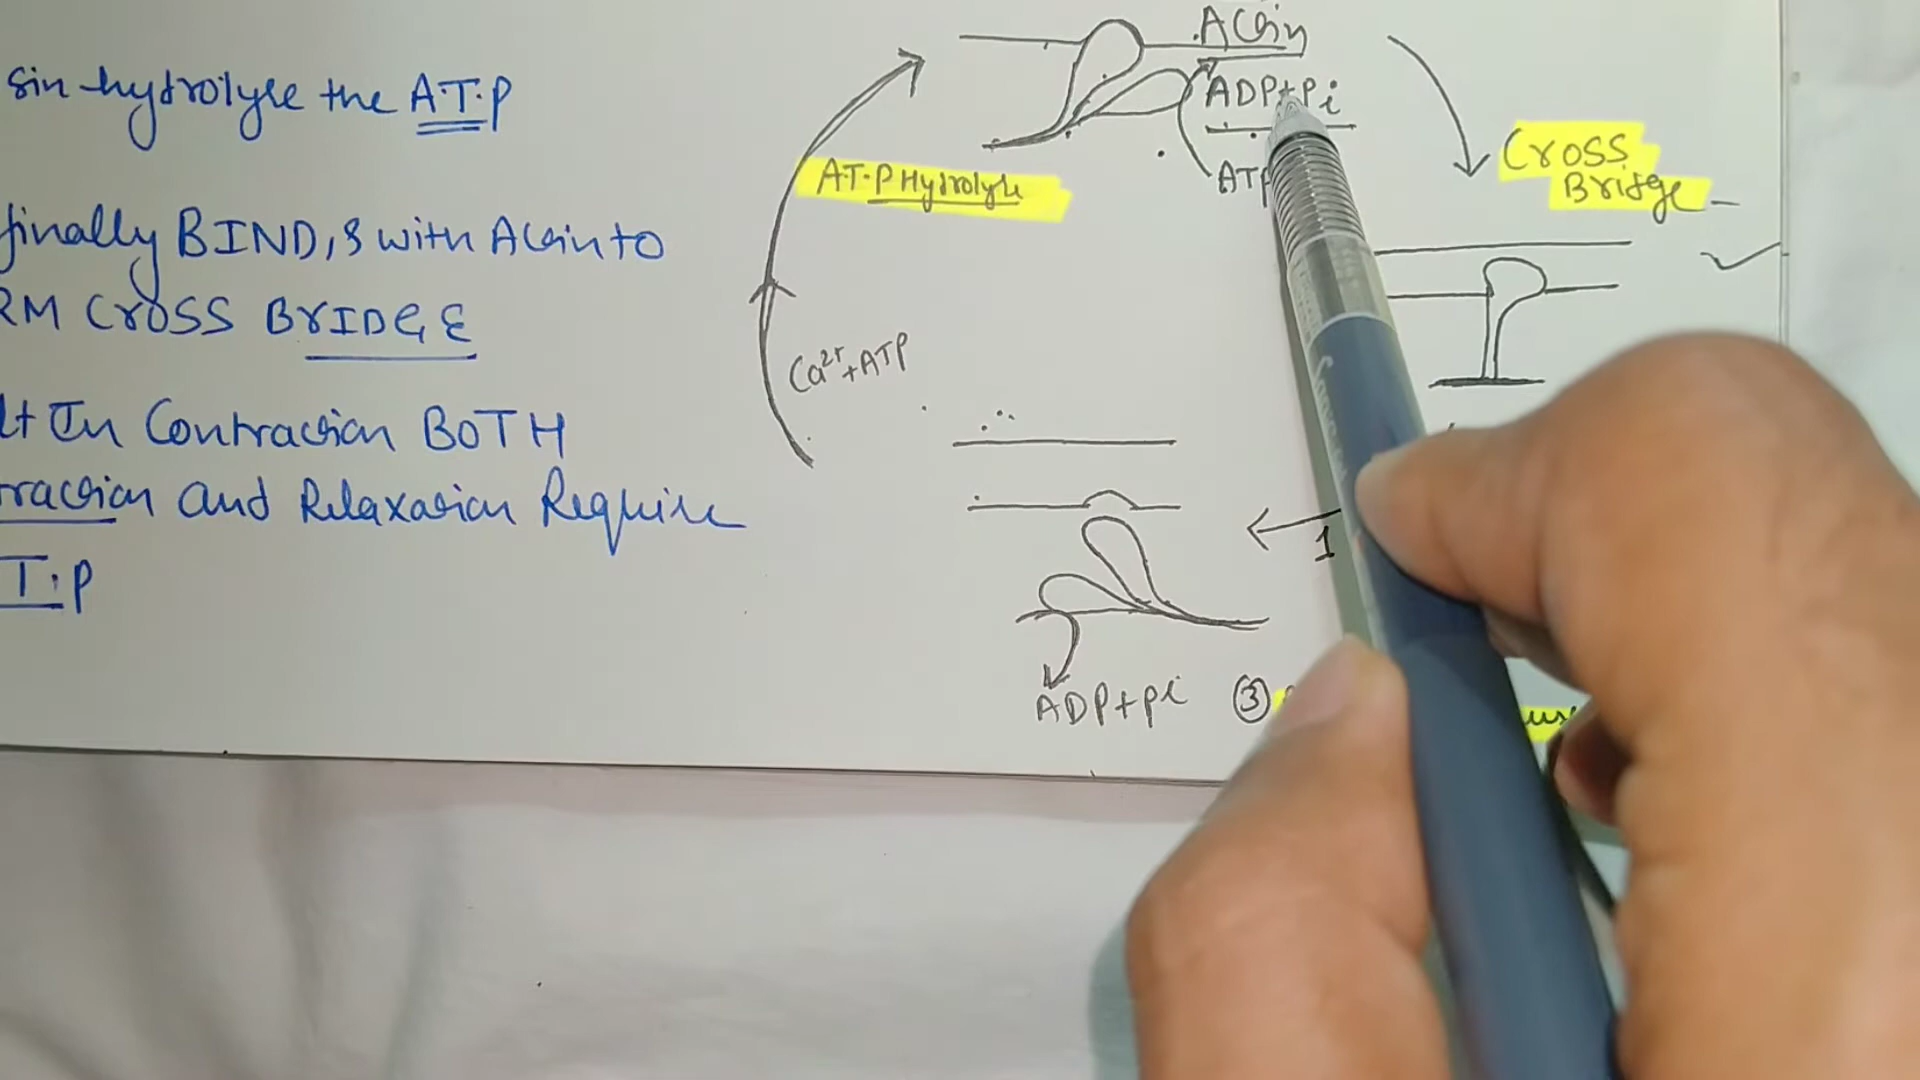 sin hydrolyse the A.T.P
finally BIND,s with Actin to
RM CROSS BRIDGE
lt In Contraction BOTH
raction and Relaxation Require
T.P
Actin
ADP+Pi
ATP
A.T.P Hydrolyse
Cross
Bridge
Ca2+ +ATP
1
ADP+pi
3